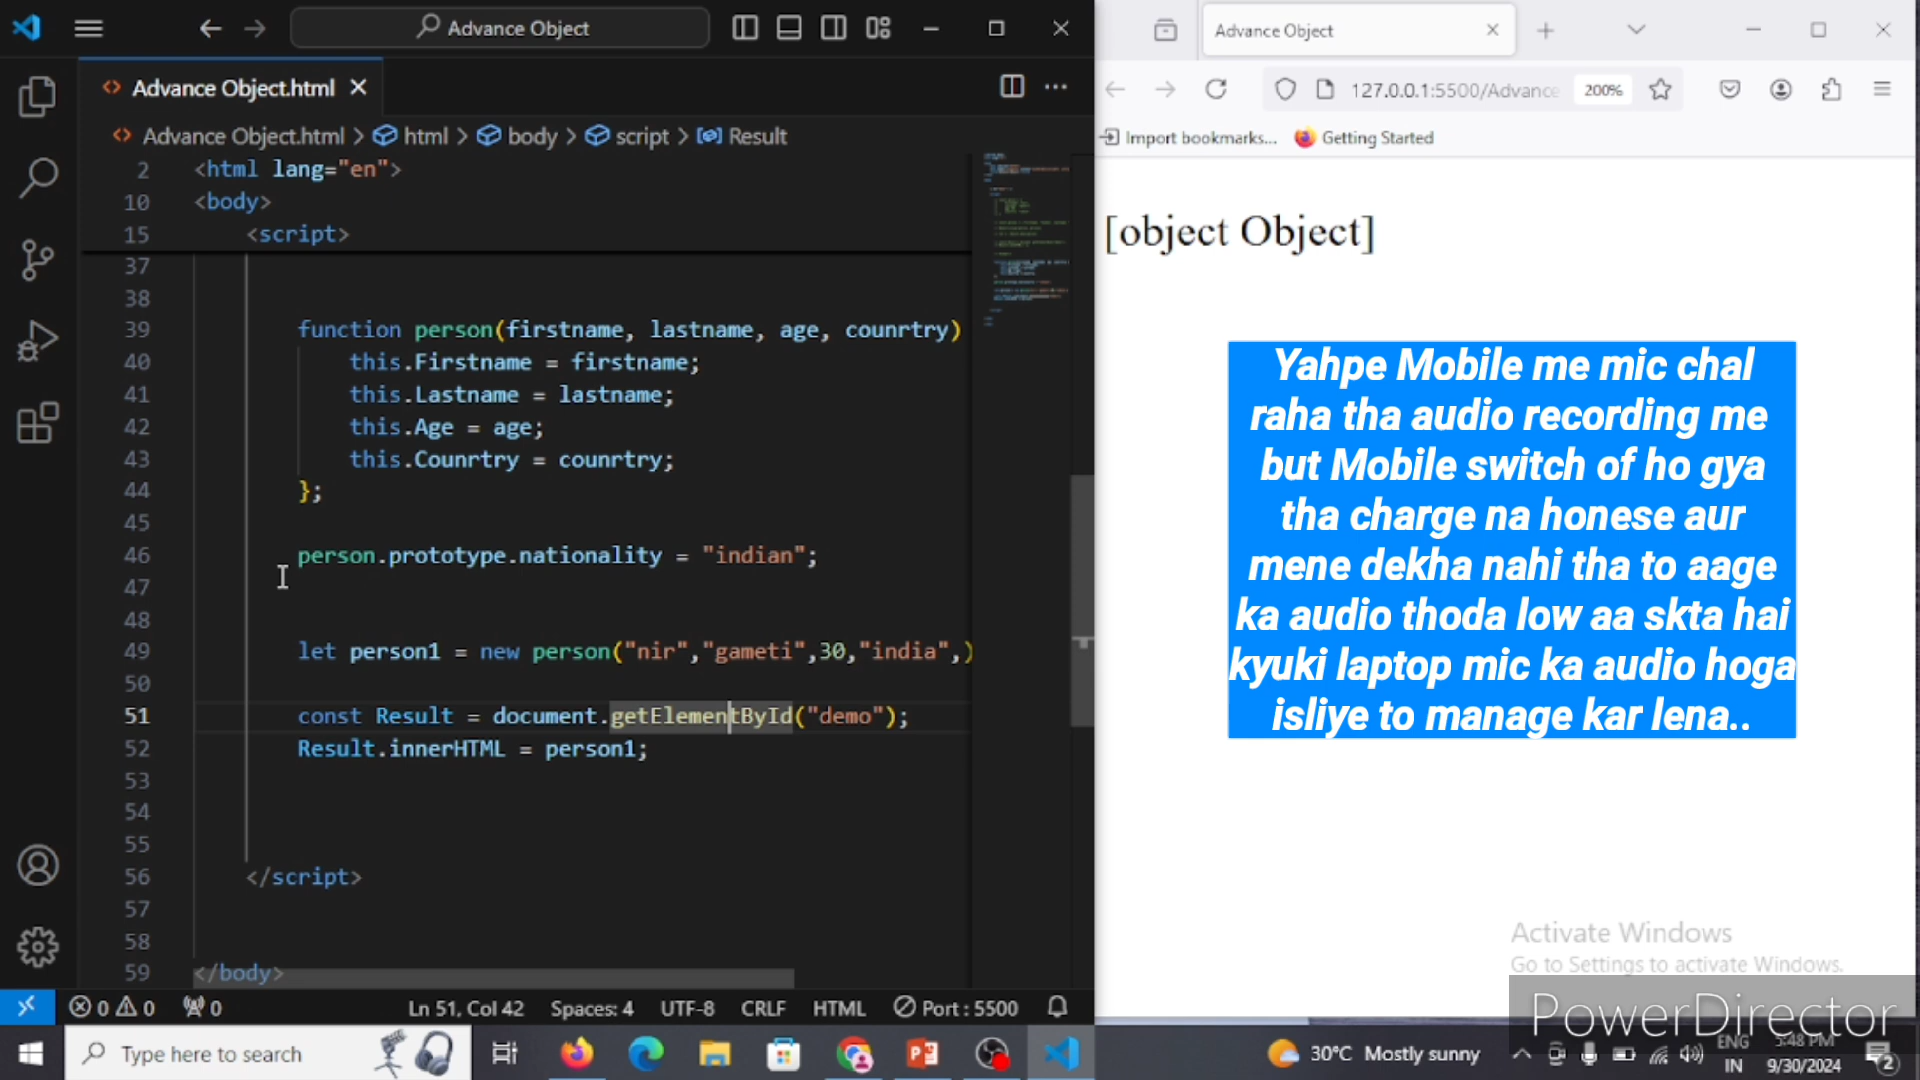 Advance Object
Advance Object.html
Advance Object.html > html > body > script > Result
2 <html lang="en">
10 <body>
15 <script>
37
38
39 function person(firstname, lastname, age, counrtry)
40 this.Firstname = firstname;
41 this.Lastname = lastname;
42 this.Age = age;
43 this.Counrtry = counrtry;
44 };
45
46 person.prototype.nationality = "indian";
47
48
49 let person1 = new person("nir","gameti",30,"india",)
50
51 const Result = document.getElementById("demo");
52 Result.innerHTML = person1;
53
54
55
56 </script>
57
58
59 </body>
0 0 0 Ln 51, Col 42 Spaces: 4 UTF-8 CRLF HTML Port : 5500
Advance Object
127.0.0.1:5500/Advance 200%
Import bookmarks... Getting Started
[object Object]
Yahpe Mobile me mic chal
raha tha audio recording me
but Mobile switch of ho gya
tha charge na honese aur
mene dekha nahi tha to aage
ka audio thoda low aa skta hai
kyuki laptop mic ka audio hoga
isliye to manage kar lena..
Activate Windows
Go to Settings to activate Windows.
PowerDirector
Type here to search
30°C Mostly sunny
ENG
IN
5:48 PM
9/30/2024
2